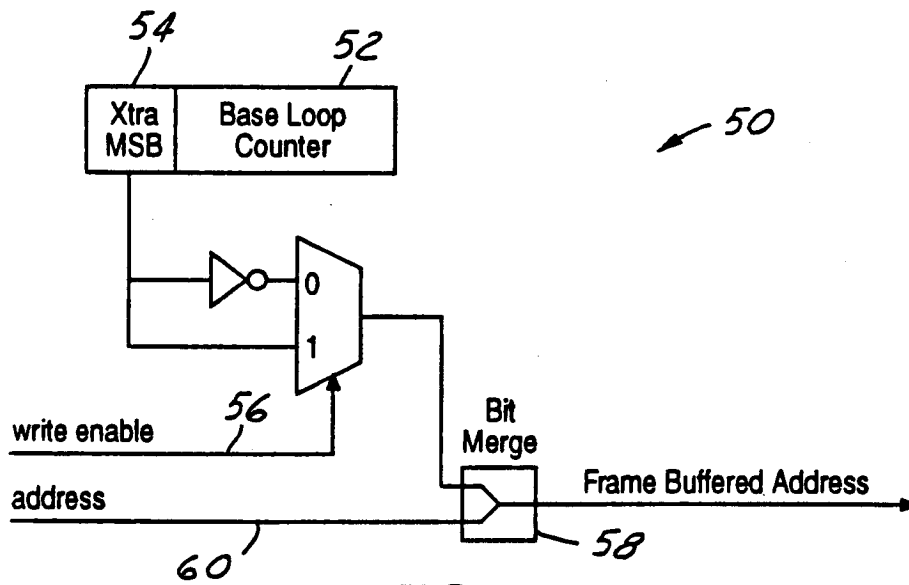 54
52
Xtra
MSB
Base Loop
Counter
50
0
1
write enable
56
Bit
Merge
address
Frame Buffered Address
60
58